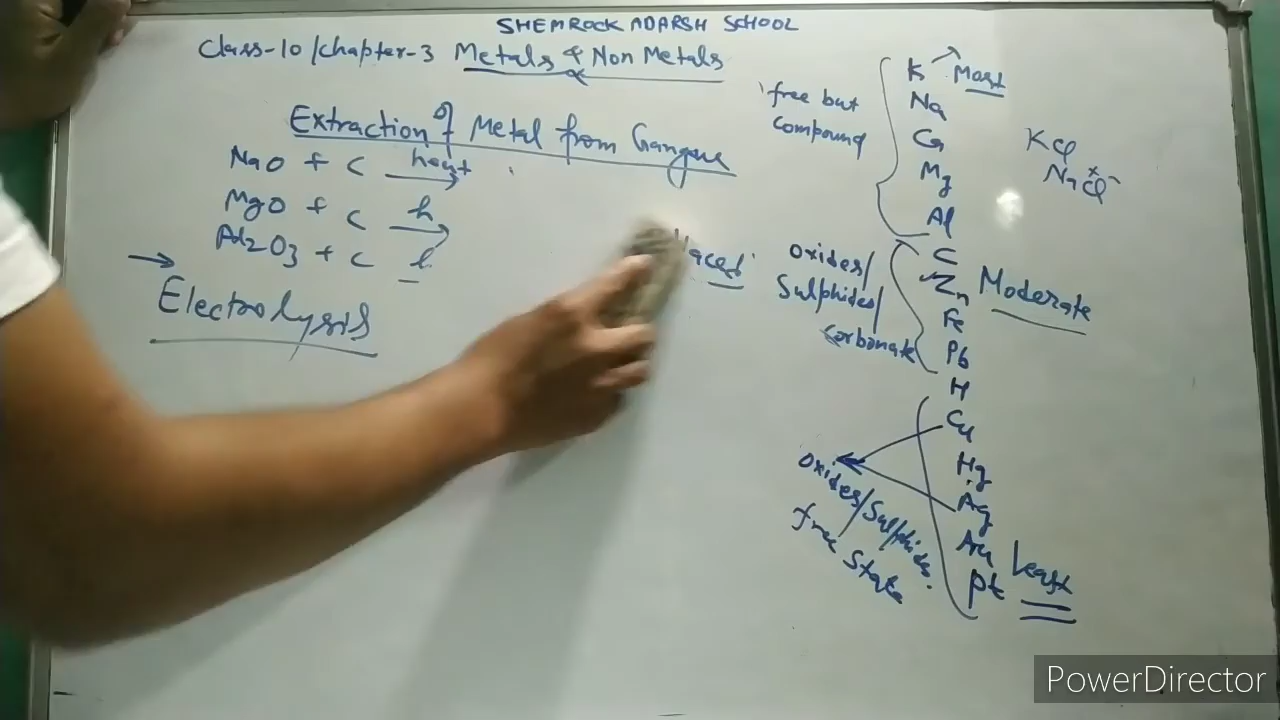 SHEMROCK ADARSH SCHOOL
Class-10/chapter-3 Metals & Non Metals
Extraction of Metal from Gangue
NaO + C heat →
MgO + C h →
Al2O3 + C h
→ Electrolysis
free but
compound
K → Most
Na
Ca
Mg
Al
KCl
Na+Cl-
Oxides/
Sulphides/
Carbonate
C
Zn
Fe
Pb
Moderate
H
Cu
Hg
Ag
Au
Pt
Least
Oxides/Sulphides
free state
PowerDirector